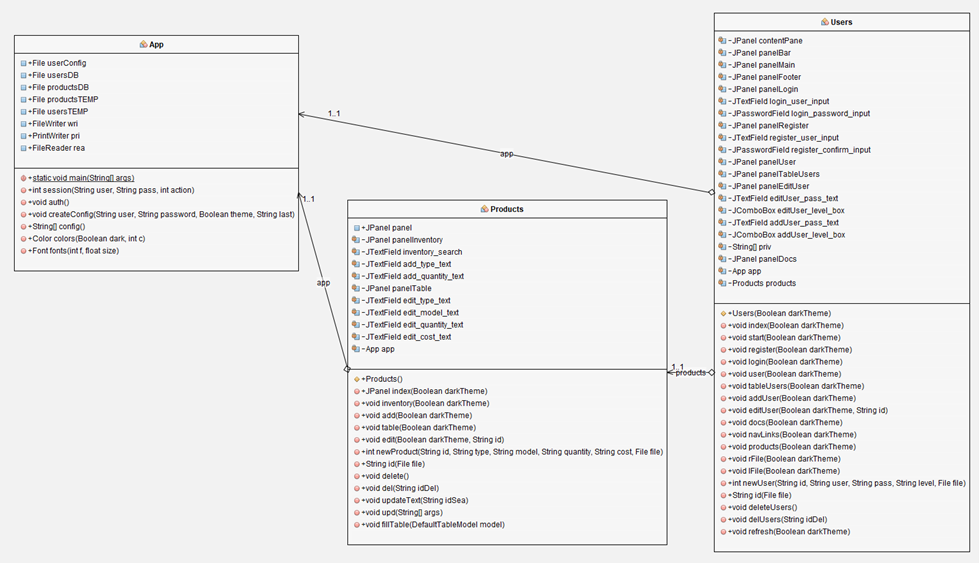 App
+File userConfig
+File usersDB
+File productsDB
+File productsTEMP
+File usersTEMP
+FileWriter wri
+PrintWriter pri
+FileReader rea
+static void main(String[] args)
+int session(String user, String pass, int action)
+void auth()
+void createConfig(String user, String password, Boolean theme, String last)
+String[] config()
+Color colors(Boolean dark, int c)
+Font fonts(int f, float size)
1..1
app
1..1
app
Products
+JPanel panel
-JPanel panelInventory
-JTextField inventory_search
-JTextField add_type_text
-JTextField add_quantity_text
-JPanel panelTable
-JTextField edit_type_text
-JTextField edit_model_text
-JTextField edit_quantity_text
-JTextField edit_cost_text
-App app
+Products()
+JPanel index(Boolean darkTheme)
+void inventory(Boolean darkTheme)
+void add(Boolean darkTheme)
+void table(Boolean darkTheme)
+void edit(Boolean darkTheme, String id)
+int newProduct(String id, String type, String model, String quantity, String cost, File file)
+String id(File file)
+void delete()
+void del(String idDel)
+void updateText(String idSea)
+void upd(String[] args)
+void fillTable(DefaultTableModel model)
1..1
products
Users
-JPanel contentPane
-JPanel panelBar
-JPanel panelMain
-JPanel panelFooter
-JPanel panelLogin
-JTextField login_user_input
-JPasswordField login_password_input
-JPanel panelRegister
-JTextField register_user_input
-JPasswordField register_confirm_input
-JPanel panelUser
-JPanel panelTableUsers
-JPanel panelEditUser
-JTextField editUser_pass_text
-JComboBox editUser_level_box
-JTextField addUser_pass_text
-JComboBox addUser_level_box
-String[] priv
-JPanel panelDocs
-App app
-Products products
+Users(Boolean darkTheme)
+void index(Boolean darkTheme)
+void start(Boolean darkTheme)
+void register(Boolean darkTheme)
+void login(Boolean darkTheme)
+void user(Boolean darkTheme)
+void tableUsers(Boolean darkTheme)
+void addUser(Boolean darkTheme)
+void editUser(Boolean darkTheme, String id)
+void docs(Boolean darkTheme)
+void navLinks(Boolean darkTheme)
+void products(Boolean darkTheme)
+void rFile(Boolean darkTheme)
+void lFile(Boolean darkTheme)
+int newUser(String id, String user, String pass, String level, File file)
+String id(File file)
+void deleteUsers()
+void delUsers(String idDel)
+void refresh(Boolean darkTheme)